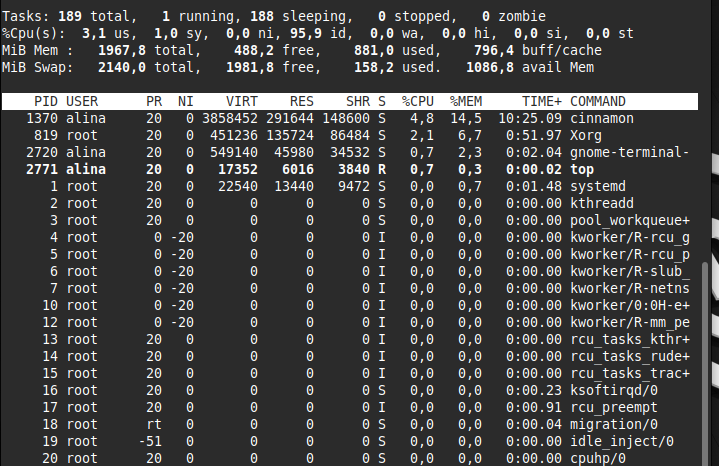 Tasks: 189 total,   1 running, 188 sleeping,   0 stopped,   0 zombie
%Cpu(s):  3,1 us,  1,0 sy,  0,0 ni, 95,9 id,  0,0 wa,  0,0 hi,  0,0 si,  0,0 st
MiB Mem :   1967,8 total,    488,2 free,    881,0 used,    796,4 buff/cache
MiB Swap:   2140,0 total,   1981,8 free,    158,2 used.   1086,8 avail Mem
PID USER      PR  NI    VIRT    RES    SHR S  %CPU  %MEM     TIME+ COMMAND
1370 alina     20   0 3858452 291644 148600 S   4,8  14,5  10:25.09 cinnamon
819 root      20   0  451236 135724  86484 S   2,1   6,7   0:51.97 Xorg
2720 alina     20   0  549140  45980  34532 S   0,7   2,3   0:02.04 gnome-terminal-
2771 alina     20   0   17352   6016   3840 R   0,7   0,3   0:00.02 top
1 root      20   0   22540  13440   9472 S   0,0   0,7   0:01.48 systemd
2 root      20   0       0      0      0 S   0,0   0,0   0:00.00 kthreadd
3 root      20   0       0      0      0 S   0,0   0,0   0:00.00 pool_workqueue+
4 root       0 -20       0      0      0 I   0,0   0,0   0:00.00 kworker/R-rcu_g
5 root       0 -20       0      0      0 I   0,0   0,0   0:00.00 kworker/R-rcu_p
6 root       0 -20       0      0      0 I   0,0   0,0   0:00.00 kworker/R-slub_
7 root       0 -20       0      0      0 I   0,0   0,0   0:00.00 kworker/R-netns
10 root       0 -20       0      0      0 I   0,0   0,0   0:00.00 kworker/0:0H-e+
12 root       0 -20       0      0      0 I   0,0   0,0   0:00.00 kworker/R-mm_pe
13 root      20   0       0      0      0 I   0,0   0,0   0:00.00 rcu_tasks_kthr+
14 root      20   0       0      0      0 I   0,0   0,0   0:00.00 rcu_tasks_rude+
15 root      20   0       0      0      0 I   0,0   0,0   0:00.00 rcu_tasks_trac+
16 root      20   0       0      0      0 S   0,0   0,0   0:00.23 ksoftirqd/0
17 root      20   0       0      0      0 I   0,0   0,0   0:00.91 rcu_preempt
18 root      rt   0       0      0      0 S   0,0   0,0   0:00.04 migration/0
19 root     -51   0       0      0      0 S   0,0   0,0   0:00.00 idle_inject/0
20 root      20   0       0      0      0 S   0,0   0,0   0:00.00 cpuhp/0